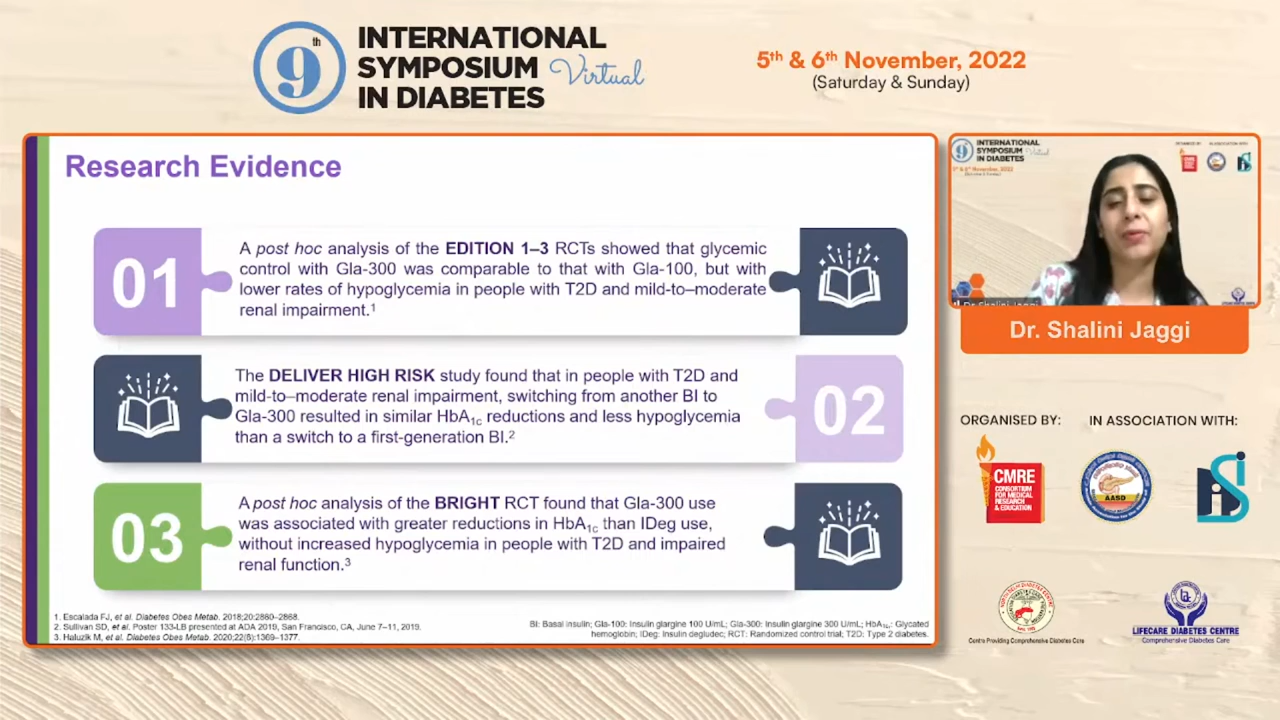 9th
INTERNATIONAL
SYMPOSIUM Virtual
IN DIABETES
5th & 6th November, 2022
(Saturday & Sunday)
Research Evidence
01
A post hoc analysis of the EDITION 1–3 RCTs showed that glycemic
control with Gla-300 was comparable to that with Gla-100, but with
lower rates of hypoglycemia in people with T2D and mild-to–moderate
renal impairment.1
The DELIVER HIGH RISK study found that in people with T2D and
mild-to–moderate renal impairment, switching from another BI to
Gla-300 resulted in similar HbA1c reductions and less hypoglycemia
than a switch to a first-generation BI.2
02
03
A post hoc analysis of the BRIGHT RCT found that Gla-300 use
was associated with greater reductions in HbA1c than IDeg use,
without increased hypoglycemia in people with T2D and impaired
renal function.3
1. Escalada FJ, et al. Diabetes Obes Metab. 2018;20:2860–2868.
2. Sullivan SD, et al. Poster 133-LB presented at ADA 2019, San Francisco, CA, June 7–11, 2019.
3. Haluzik M, et al. Diabetes Obes Metab. 2020;22(8):1369–1377.
BI: Basal insulin; Gla-100: Insulin glargine 100 U/mL; Gla-300: Insulin glargine 300 U/mL; HbA1c: Glycated
hemoglobin; IDeg: Insulin degludec; RCT: Randomized control trial; T2D: Type 2 diabetes.
9
INTERNATIONAL
SYMPOSIUM
IN DIABETES
Dr. Shalini Jaggi
Dr. Shalini Jaggi
ORGANISED BY:
IN ASSOCIATION WITH:
CMRE
CONSORTIUM
FOR MEDICAL
RESEARCH
& EDUCATION
AASD
Centre Providing Comprehensive Diabetes Care
LIFECARE DIABETES CENTRE
Comprehensive Diabetes Care